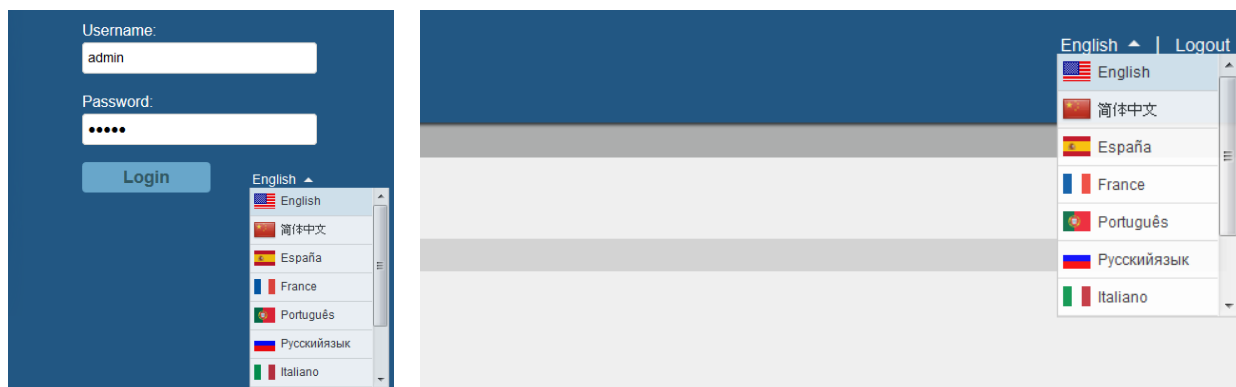 Username:
admin
Password:
•••••
Login
English
English
简体中文
España
France
Português
Русскийязык
Italiano
English | Logout
English
简体中文
España
France
Português
Русскийязык
Italiano